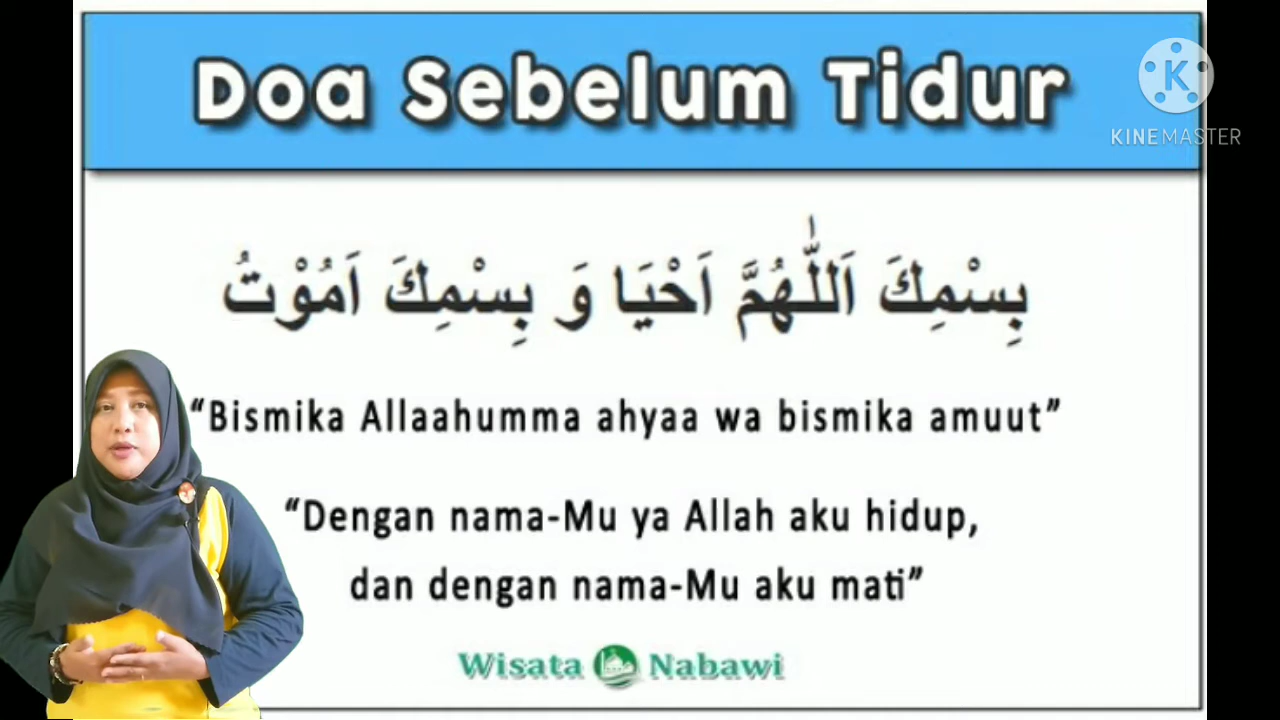 Doa Sebelum Tidur
KINEMASTER
بِسْمِكَ اَللّٰهُمَّ اَحْيَا وَ بِسْمِكَ اَمُوْتُ
“Bismika Allaahumma ahyaa wa bismika amuut”
“Dengan nama-Mu ya Allah aku hidup,
dan dengan nama-Mu aku mati”
Wisata Nabawi